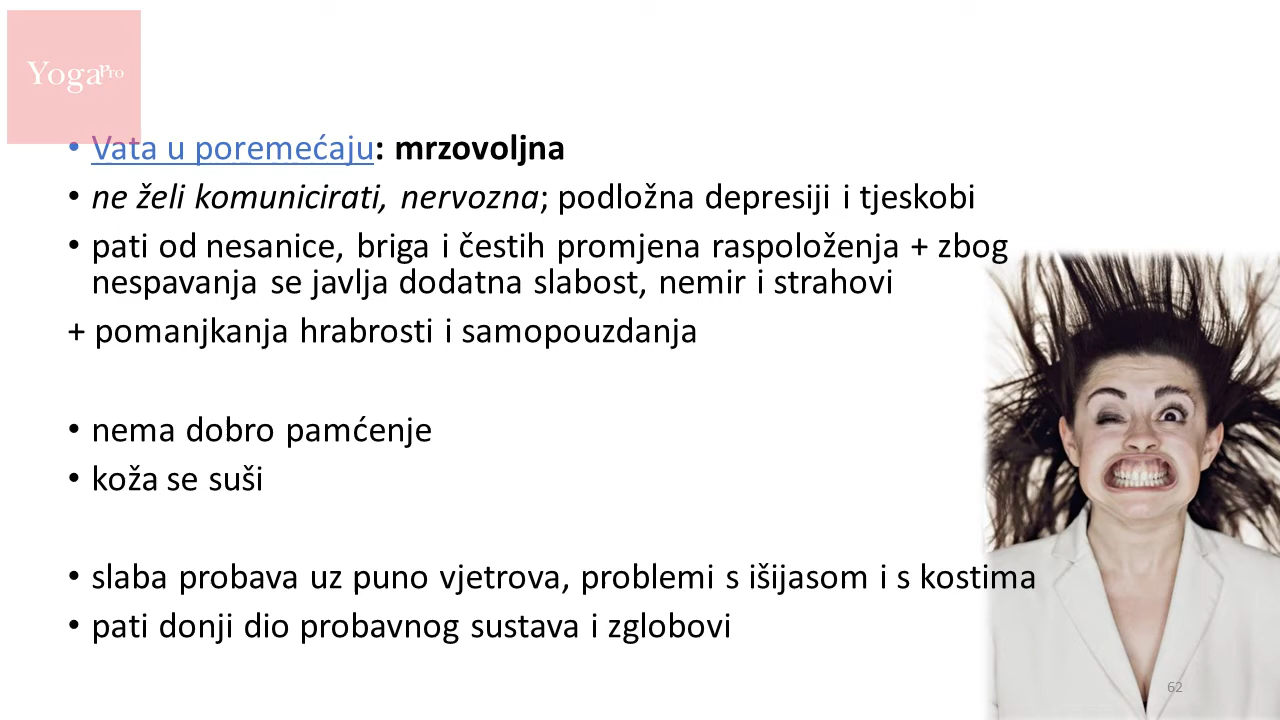 YogaPro
• Vata u poremećaju: mrzovoljna
• ne želi komunicirati, nervozna; podložna depresiji i tjeskobi
• pati od nesanice, briga i čestih promjena raspoloženja + zbog
nespavanja se javlja dodatna slabost, nemir i strahovi
+ pomanjkanja hrabrosti i samopouzdanja
• nema dobro pamćenje
• koža se suši
• slaba probava uz puno vjetrova, problemi s išijasom i s kostima
• pati donji dio probavnog sustava i zglobovi
62